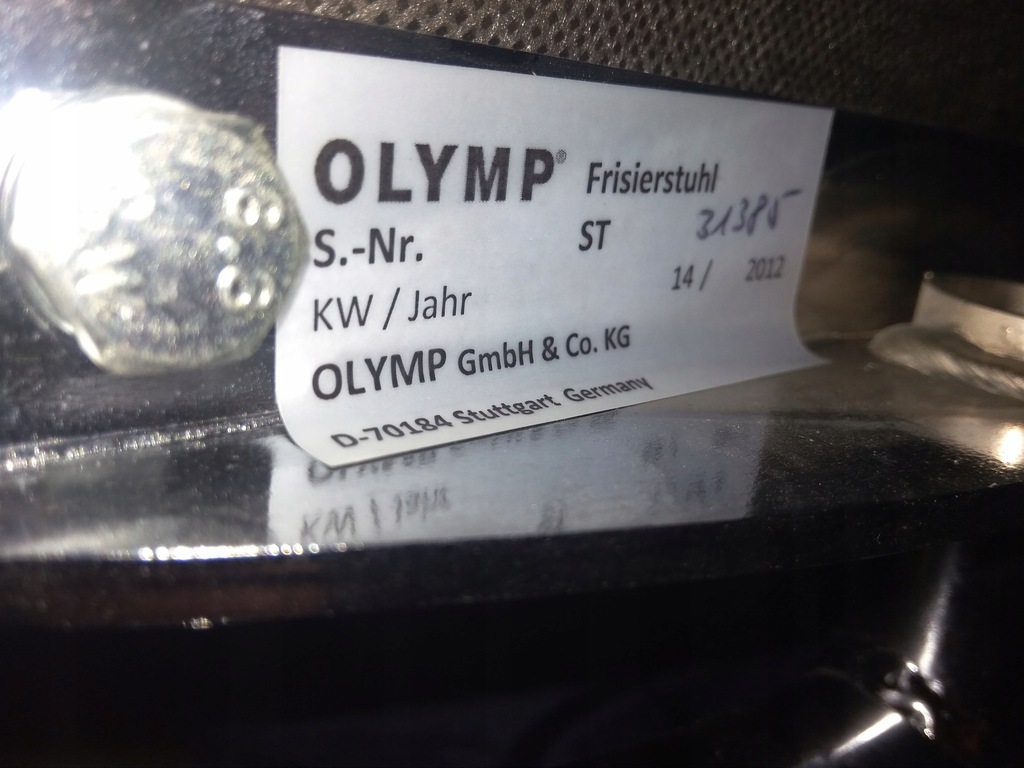 OLYMP® Frisierstuhl
S.-Nr. ST 31385
KW / Jahr 14 / 2012
OLYMP GmbH & Co. KG
D-70184 Stuttgart Germany